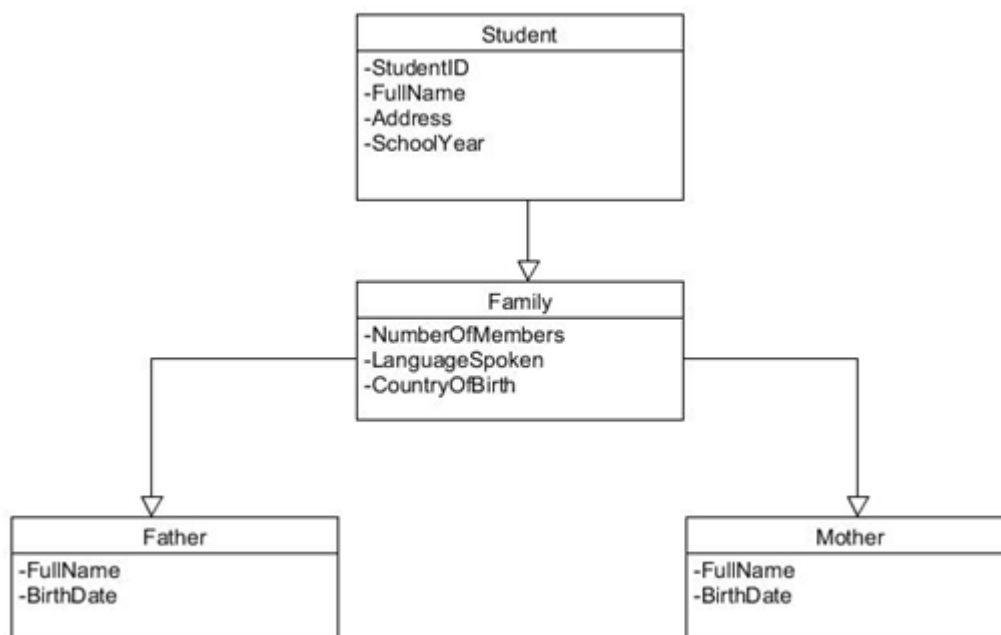 Student
-StudentID
-FullName
-Address
-SchoolYear
Family
-NumberOfMembers
-LanguageSpoken
-CountryOfBirth
Father
-FullName
-BirthDate
Mother
-FullName
-BirthDate